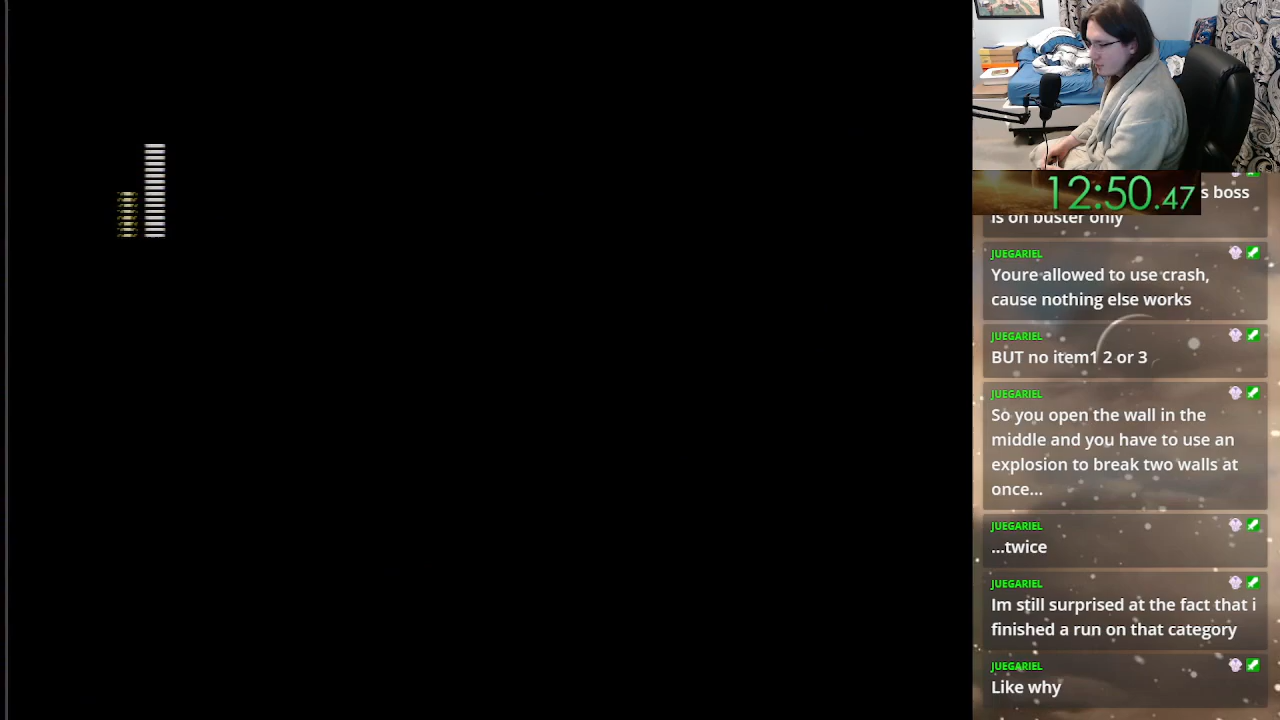 12:50.47
s boss
is on buster only
JUEGARIEL
Youre allowed to use crash,
cause nothing else works
JUEGARIEL
BUT no item1 2 or 3
JUEGARIEL
So you open the wall in the
middle and you have to use an
explosion to break two walls at
once...
JUEGARIEL
...twice
JUEGARIEL
Im still surprised at the fact that i
finished a run on that category
JUEGARIEL
Like why